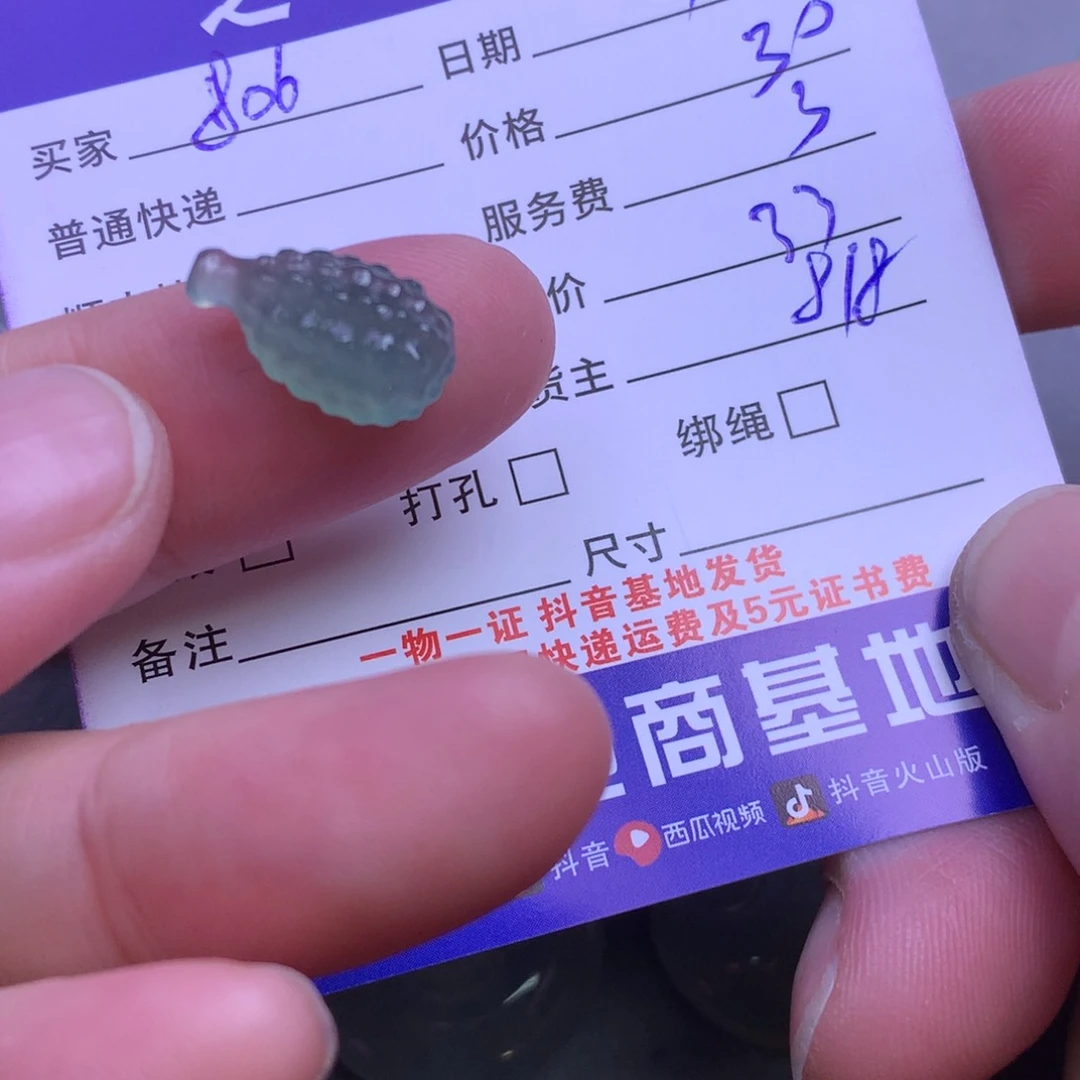 买家 806 日期
普通快递 价格 30
服务费 3
价 33
货主 818
打孔 绑绳
备注 尺寸
一物一证 抖音基地发货
快递运费及5元证书费
商基地
抖音 西瓜视频 抖音火山版